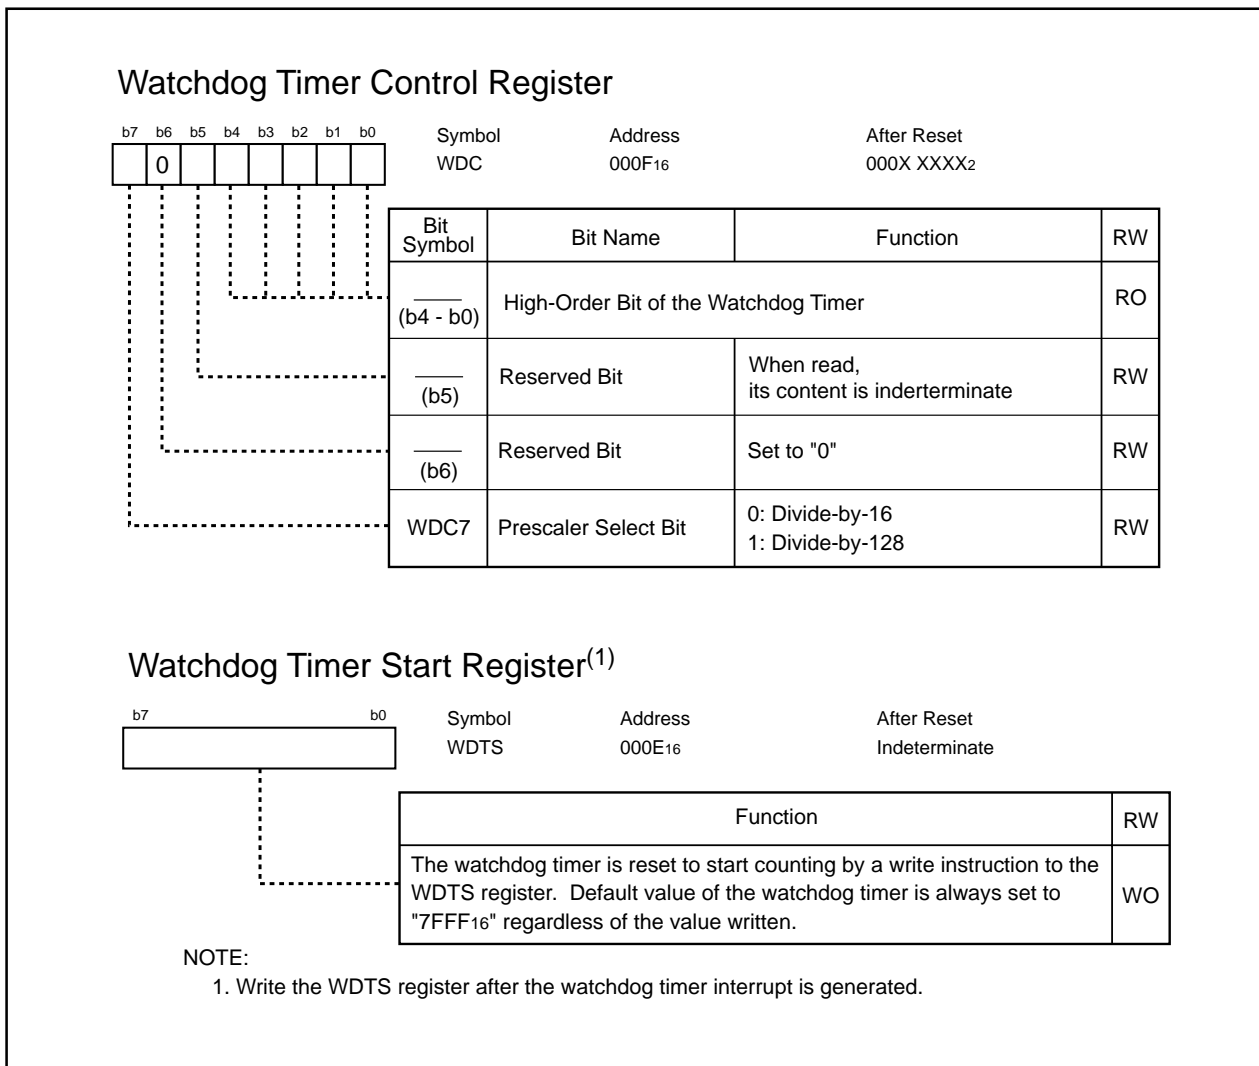 Watchdog Timer Control Register
b7 b6 b5 b4 b3 b2 b1 b0
0
Symbol Address After Reset
WDC 000F16 000X XXXX2
Bit Symbol Bit Name Function RW
(b4 - b0) High-Order Bit of the Watchdog Timer RO
(b5) Reserved Bit When read,
its content is inderterminate RW
(b6) Reserved Bit Set to "0" RW
WDC7 Prescaler Select Bit 0: Divide-by-16
1: Divide-by-128 RW
Watchdog Timer Start Register(1)
b7 b0
Symbol Address After Reset
WDTS 000E16 Indeterminate
Function RW
The watchdog timer is reset to start counting by a write instruction to the
WDTS register. Default value of the watchdog timer is always set to
"7FFF16" regardless of the value written.
WO
NOTE:
1. Write the WDTS register after the watchdog timer interrupt is generated.